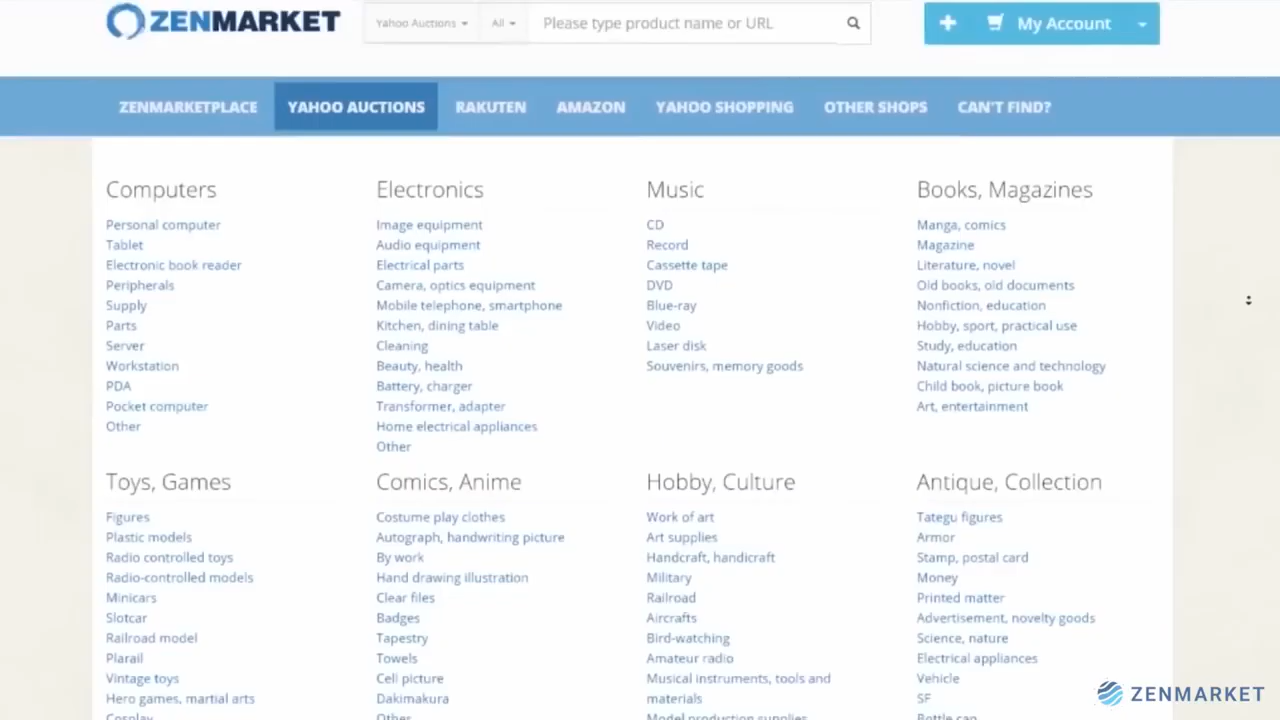 ZENMARKET
Yahoo Auctions
All
Please type product name or URL
My Account
ZENMARKETPLACE
YAHOO AUCTIONS
RAKUTEN
AMAZON
YAHOO SHOPPING
OTHER SHOPS
CAN'T FIND?
Computers
Personal computer
Tablet
Electronic book reader
Peripherals
Supply
Parts
Server
Workstation
PDA
Pocket computer
Other
Electronics
Image equipment
Audio equipment
Electrical parts
Camera, optics equipment
Mobile telephone, smartphone
Kitchen, dining table
Cleaning
Beauty, health
Battery, charger
Transformer, adapter
Home electrical appliances
Other
Music
CD
Record
Cassette tape
DVD
Blue-ray
Video
Laser disk
Souvenirs, memory goods
Books, Magazines
Manga, comics
Magazine
Literature, novel
Old books, old documents
Nonfiction, education
Hobby, sport, practical use
Study, education
Natural science and technology
Child book, picture book
Art, entertainment
Toys, Games
Figures
Plastic models
Radio controlled toys
Radio-controlled models
Minicars
Slotcar
Railroad model
Plarail
Vintage toys
Hero games, martial arts
Cosplay
Comics, Anime
Costume play clothes
Autograph, handwriting picture
By work
Hand drawing illustration
Clear files
Badges
Tapestry
Towels
Cell picture
Dakimakura
Other
Hobby, Culture
Work of art
Art supplies
Handcraft, handicraft
Military
Railroad
Aircrafts
Bird-watching
Amateur radio
Musical instruments, tools and
materials
Model production supplies
Antique, Collection
Tategu figures
Armor
Stamp, postal card
Money
Printed matter
Advertisement, novelty goods
Science, nature
Electrical appliances
Vehicle
SF
Bottle cap
ZENMARKET